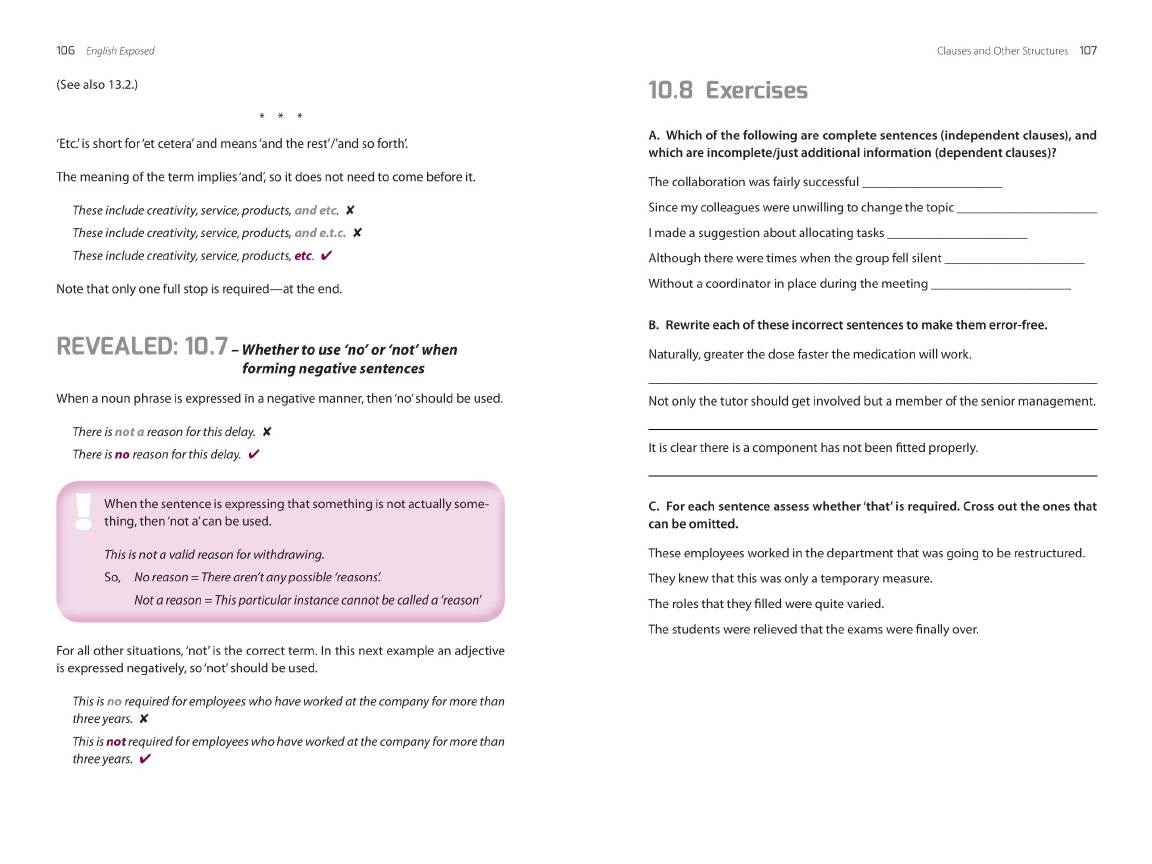 106 English Exposed
(See also 13.2.)
* * *
‘Etc.’ is short for ‘et cetera’ and means ‘and the rest’/‘and so forth’.
The meaning of the term implies ‘and’, so it does not need to come before it.
These include creativity, service, products, and etc. ✘
These include creativity, service, products, and e.t.c. ✘
These include creativity, service, products, etc. ✔
Note that only one full stop is required—at the end.
REVEALED: 10.7 – Whether to use ‘no’ or ‘not’ when
forming negative sentences
When a noun phrase is expressed in a negative manner, then ‘no’ should be used.
There is not a reason for this delay. ✘
There is no reason for this delay. ✔
! When the sentence is expressing that something is not actually some-
thing, then ‘not a’ can be used.
This is not a valid reason for withdrawing.
So, No reason = There aren’t any possible ‘reasons’.
Not a reason = This particular instance cannot be called a ‘reason’
For all other situations, ‘not’ is the correct term. In this next example an adjective
is expressed negatively, so ‘not’ should be used.
This is no required for employees who have worked at the company for more than
three years. ✘
This is not required for employees who have worked at the company for more than
three years. ✔
Clauses and Other Structures 107
10.8 Exercises
A. Which of the following are complete sentences (independent clauses), and
which are incomplete/just additional information (dependent clauses)?
The collaboration was fairly successful ____________________
Since my colleagues were unwilling to change the topic ____________________
I made a suggestion about allocating tasks ____________________
Although there were times when the group fell silent ____________________
Without a coordinator in place during the meeting ____________________
B. Rewrite each of these incorrect sentences to make them error-free.
Naturally, greater the dose faster the medication will work.
Not only the tutor should get involved but a member of the senior management.
It is clear there is a component has not been fitted properly.
C. For each sentence assess whether ‘that’ is required. Cross out the ones that
can be omitted.
These employees worked in the department that was going to be restructured.
They knew that this was only a temporary measure.
The roles that they filled were quite varied.
The students were relieved that the exams were finally over.